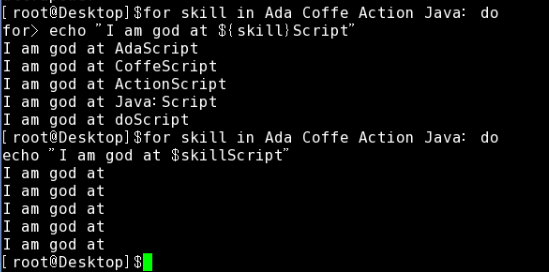 [root@Desktop]$for skill in Ada Coffe Action Java: do
for> echo "I am god at ${skill}Script"
I am god at AdaScript
I am god at CoffeScript
I am god at ActionScript
I am god at Java:Script
I am god at doScript
[root@Desktop]$for skill in Ada Coffe Action Java: do
echo "I am god at $skillScript"
I am god at
I am god at
I am god at
I am god at
I am god at
[root@Desktop]$